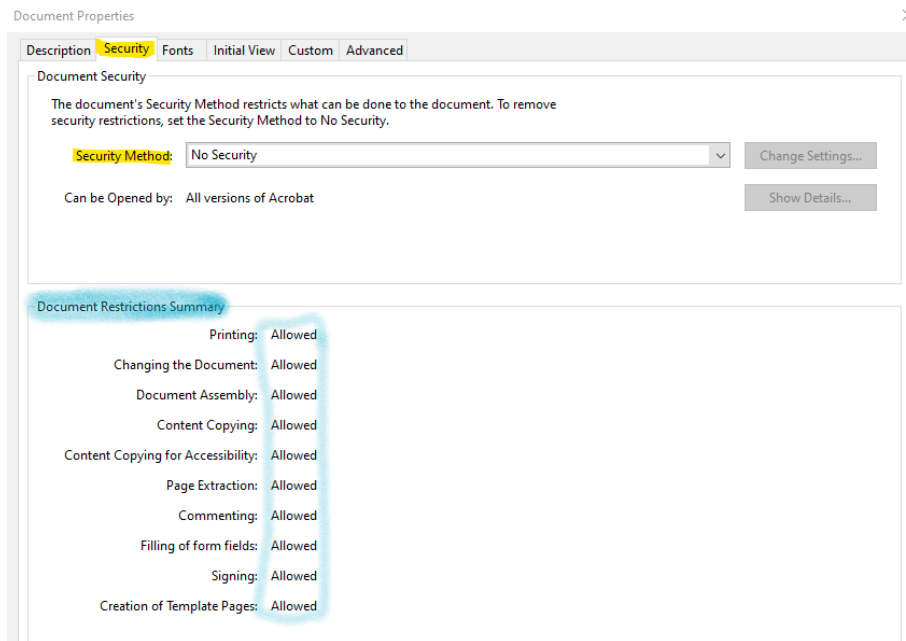 Document Properties
Description Security Fonts Initial View Custom Advanced
Document Security
The document's Security Method restricts what can be done to the document. To remove
security restrictions, set the Security Method to No Security.
Security Method: No Security Change Settings...
Can be Opened by: All versions of Acrobat Show Details...
Document Restrictions Summary
Printing: Allowed
Changing the Document: Allowed
Document Assembly: Allowed
Content Copying: Allowed
Content Copying for Accessibility: Allowed
Page Extraction: Allowed
Commenting: Allowed
Filling of form fields: Allowed
Signing: Allowed
Creation of Template Pages: Allowed